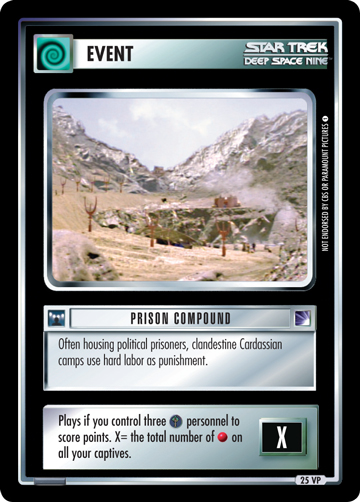 EVENT
STAR TREK
DEEP SPACE NINE™
NOT ENDORSED BY CBS OR PARAMOUNT PICTURES
PRISON COMPOUND
Often housing political prisoners, clandestine Cardassian
camps use hard labor as punishment.
Plays if you control three personnel to
score points. X= the total number of on
all your captives.
X
25 VP